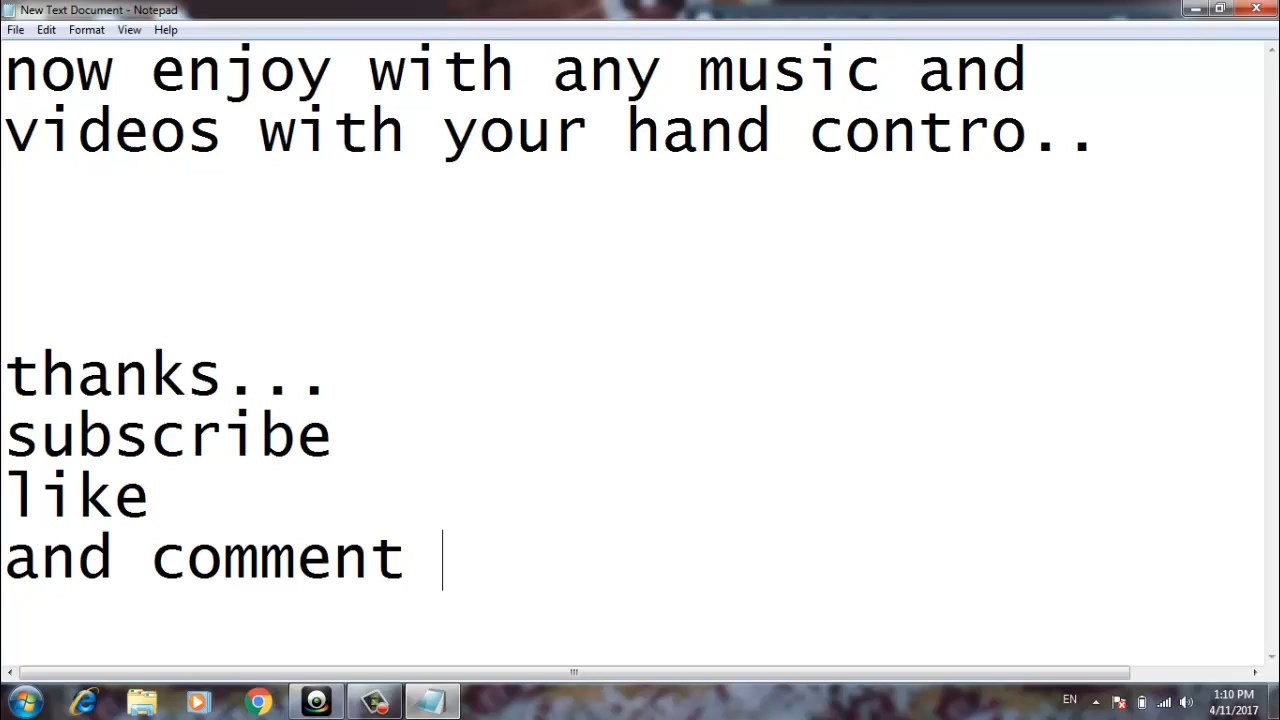 New Text Document - Notepad
File Edit Format View Help
now enjoy with any music and
videos with your hand contro..
thanks...
subscribe
like
and comment
EN
1:10 PM
4/11/2017